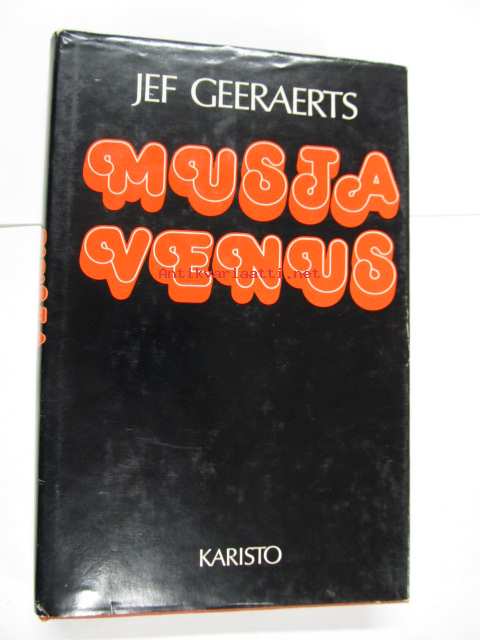 JEF GEERAERTS
MUSTA
VENUS
Antikvariaatti.net
KARISTO